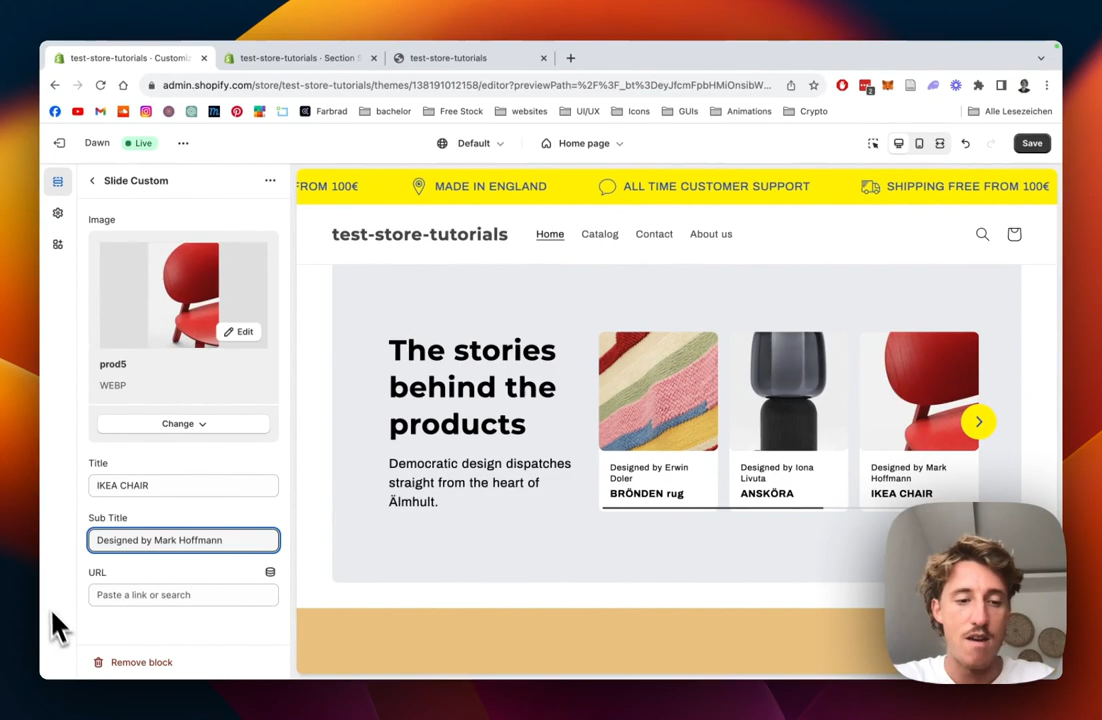 test-store-tutorials · Customiz
test-store-tutorials · Section S
test-store-tutorials
admin.shopify.com/store/test-store-tutorials/themes/138191012158/editor?previewPath=%2F%3F_bt%3DeyJfcmFpbHMiOnsibW...
bachelor
Free Stock
websites
UI/UX
Icons
GUIs
Animations
Crypto
Farbrad
Alle Lesezeichen
Dawn
Live
Default
Home page
Save
Slide Custom
Image
Edit
prod5
WEBP
Change
Title
IKEA CHAIR
Sub Title
Designed by Mark Hoffmann
URL
Paste a link or search
Remove block
FROM 100€
MADE IN ENGLAND
ALL TIME CUSTOMER SUPPORT
SHIPPING FREE FROM 100€
test-store-tutorials
Home
Catalog
Contact
About us
The stories
behind the
products
Democratic design dispatches
straight from the heart of
Älmhult.
Designed by Erwin
Doler
BRÖNDEN rug
Designed by Iona
Livuta
ANSKÖRA
Designed by Mark
Hoffmann
IKEA CHAIR